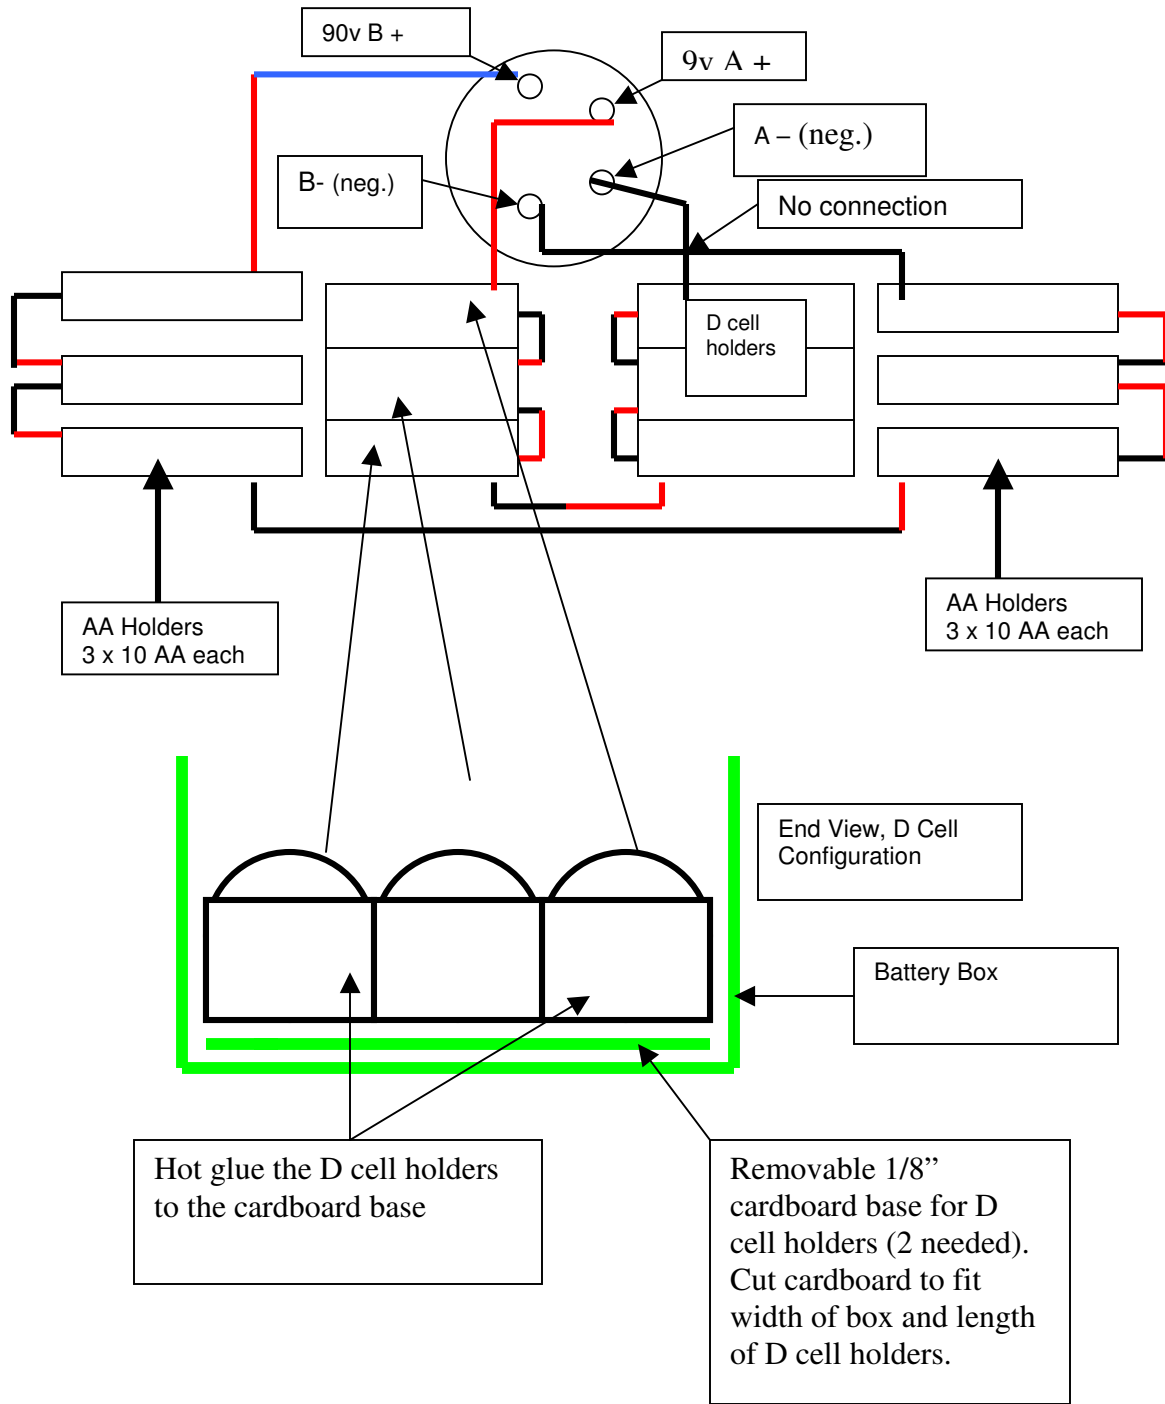 90v B +
9v A +
A – (neg.)
B- (neg.)
No connection
D cell
holders
AA Holders
3 x 10 AA each
AA Holders
3 x 10 AA each
End View, D Cell
Configuration
Battery Box
Hot glue the D cell holders
to the cardboard base
Removable 1/8”
cardboard base for D
cell holders (2 needed).
Cut cardboard to fit
width of box and length
of D cell holders.